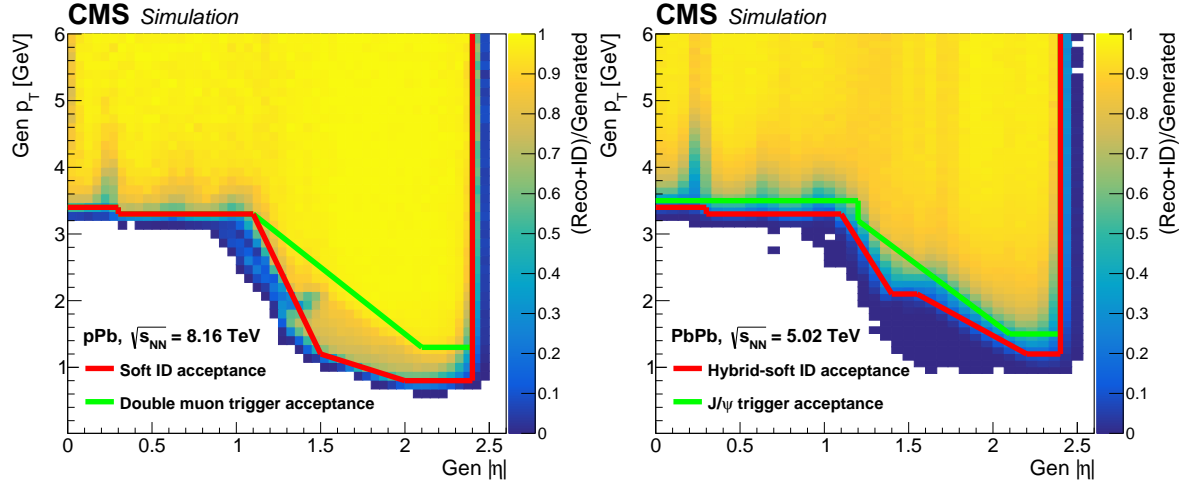 CMS Simulation
Gen p_T [GeV]
6
5
4
3
2
1
0 0.5 1 1.5 2 2.5
Gen |η|
pPb, √s_NN = 8.16 TeV
Soft ID acceptance
Double muon trigger acceptance
1
0.9
0.8
0.7
0.6
0.5
0.4
0.3
0.2
0.1
0
(Reco+ID)/Generated
CMS Simulation
Gen p_T [GeV]
6
5
4
3
2
1
0 0.5 1 1.5 2 2.5
Gen |η|
PbPb, √s_NN = 5.02 TeV
Hybrid-soft ID acceptance
J/ψ trigger acceptance
1
0.9
0.8
0.7
0.6
0.5
0.4
0.3
0.2
0.1
0
(Reco+ID)/Generated